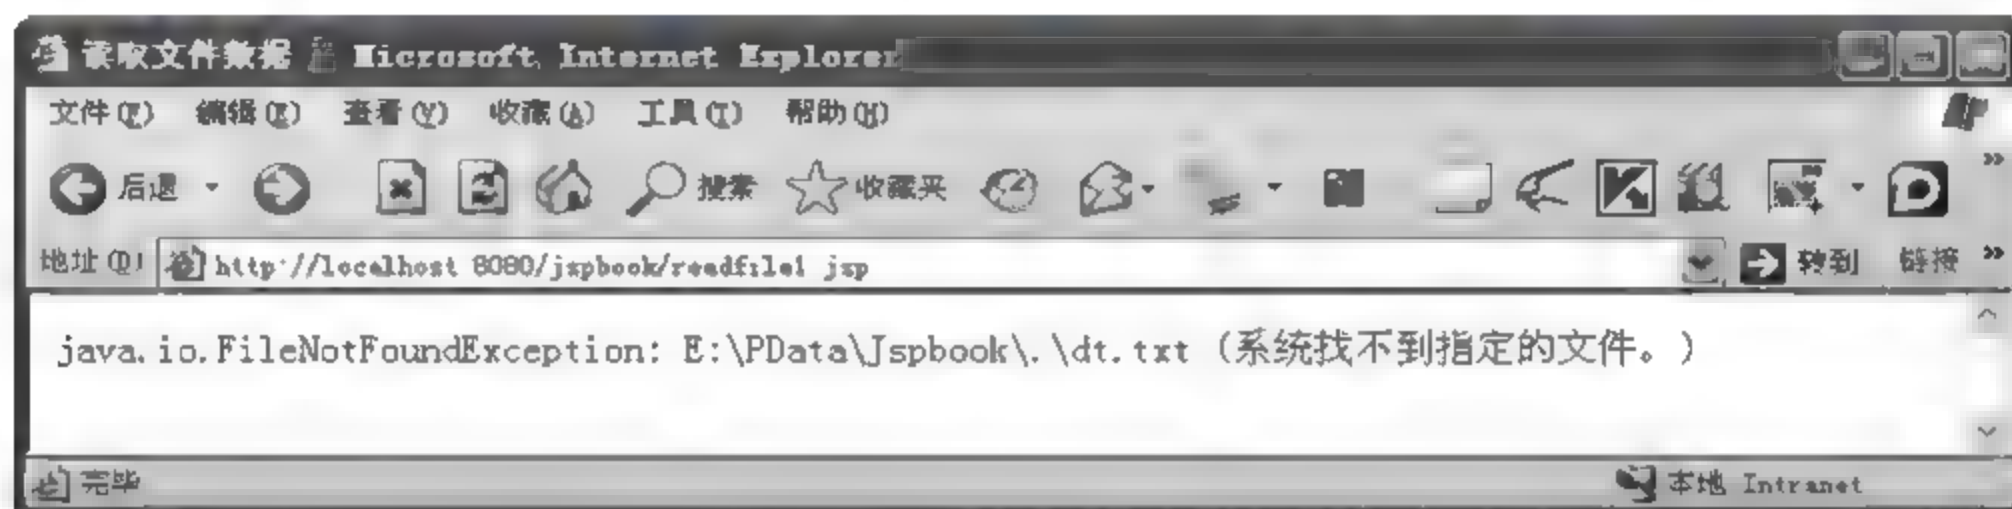 读取文件数据 - Microsoft Internet Explorer
文件(F) 编辑(E) 查看(V) 收藏(A) 工具(T) 帮助(H)
后退 搜索 收藏夹
地址(D) http://localhost:8080/jspbook/readfile1.jsp 转到 链接 »
java.io.FileNotFoundException: E:\PData\Jspbook\.\dt.txt (系统找不到指定的文件。)
完毕 本地 Intranet